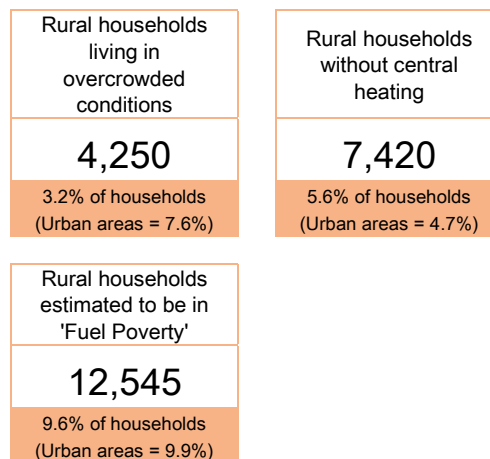 Rural households
living in
overcrowded
conditions
4,250
3.2% of households
(Urban areas = 7.6%)
Rural households
without central
heating
7,420
5.6% of households
(Urban areas = 4.7%)
Rural households
estimated to be in
'Fuel Poverty'
12,545
9.6% of households
(Urban areas = 9.9%)